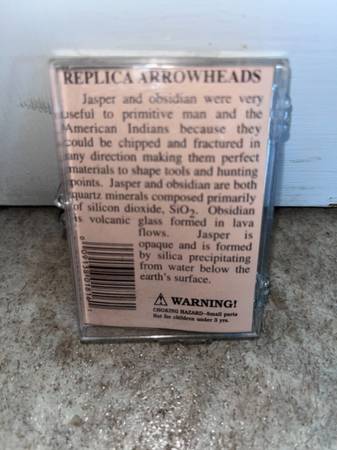 REPLICA ARROWHEADS
Jasper and obsidian were very
useful to primitive man and the
American Indians because they
could be chipped and fractured in
any direction making them perfect
materials to shape tools and hunting
points. Jasper and obsidian are both
quartz minerals composed primarily
of silicon dioxide, SiO2. Obsidian
is volcanic glass formed in lava
flows. Jasper is
opaque and is formed
by silica precipitating
from water below the
earth's surface.
WARNING!
CHOKING HAZARD--Small parts
Not for children under 3 yrs.